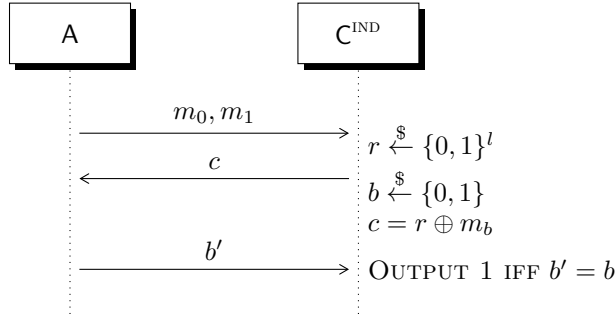 A C^IND
m_0, m_1
r ←$ {0, 1}^l
c
b ←$ {0, 1}
c = r ⊕ m_b
b′
OUTPUT 1 IFF b′ = b